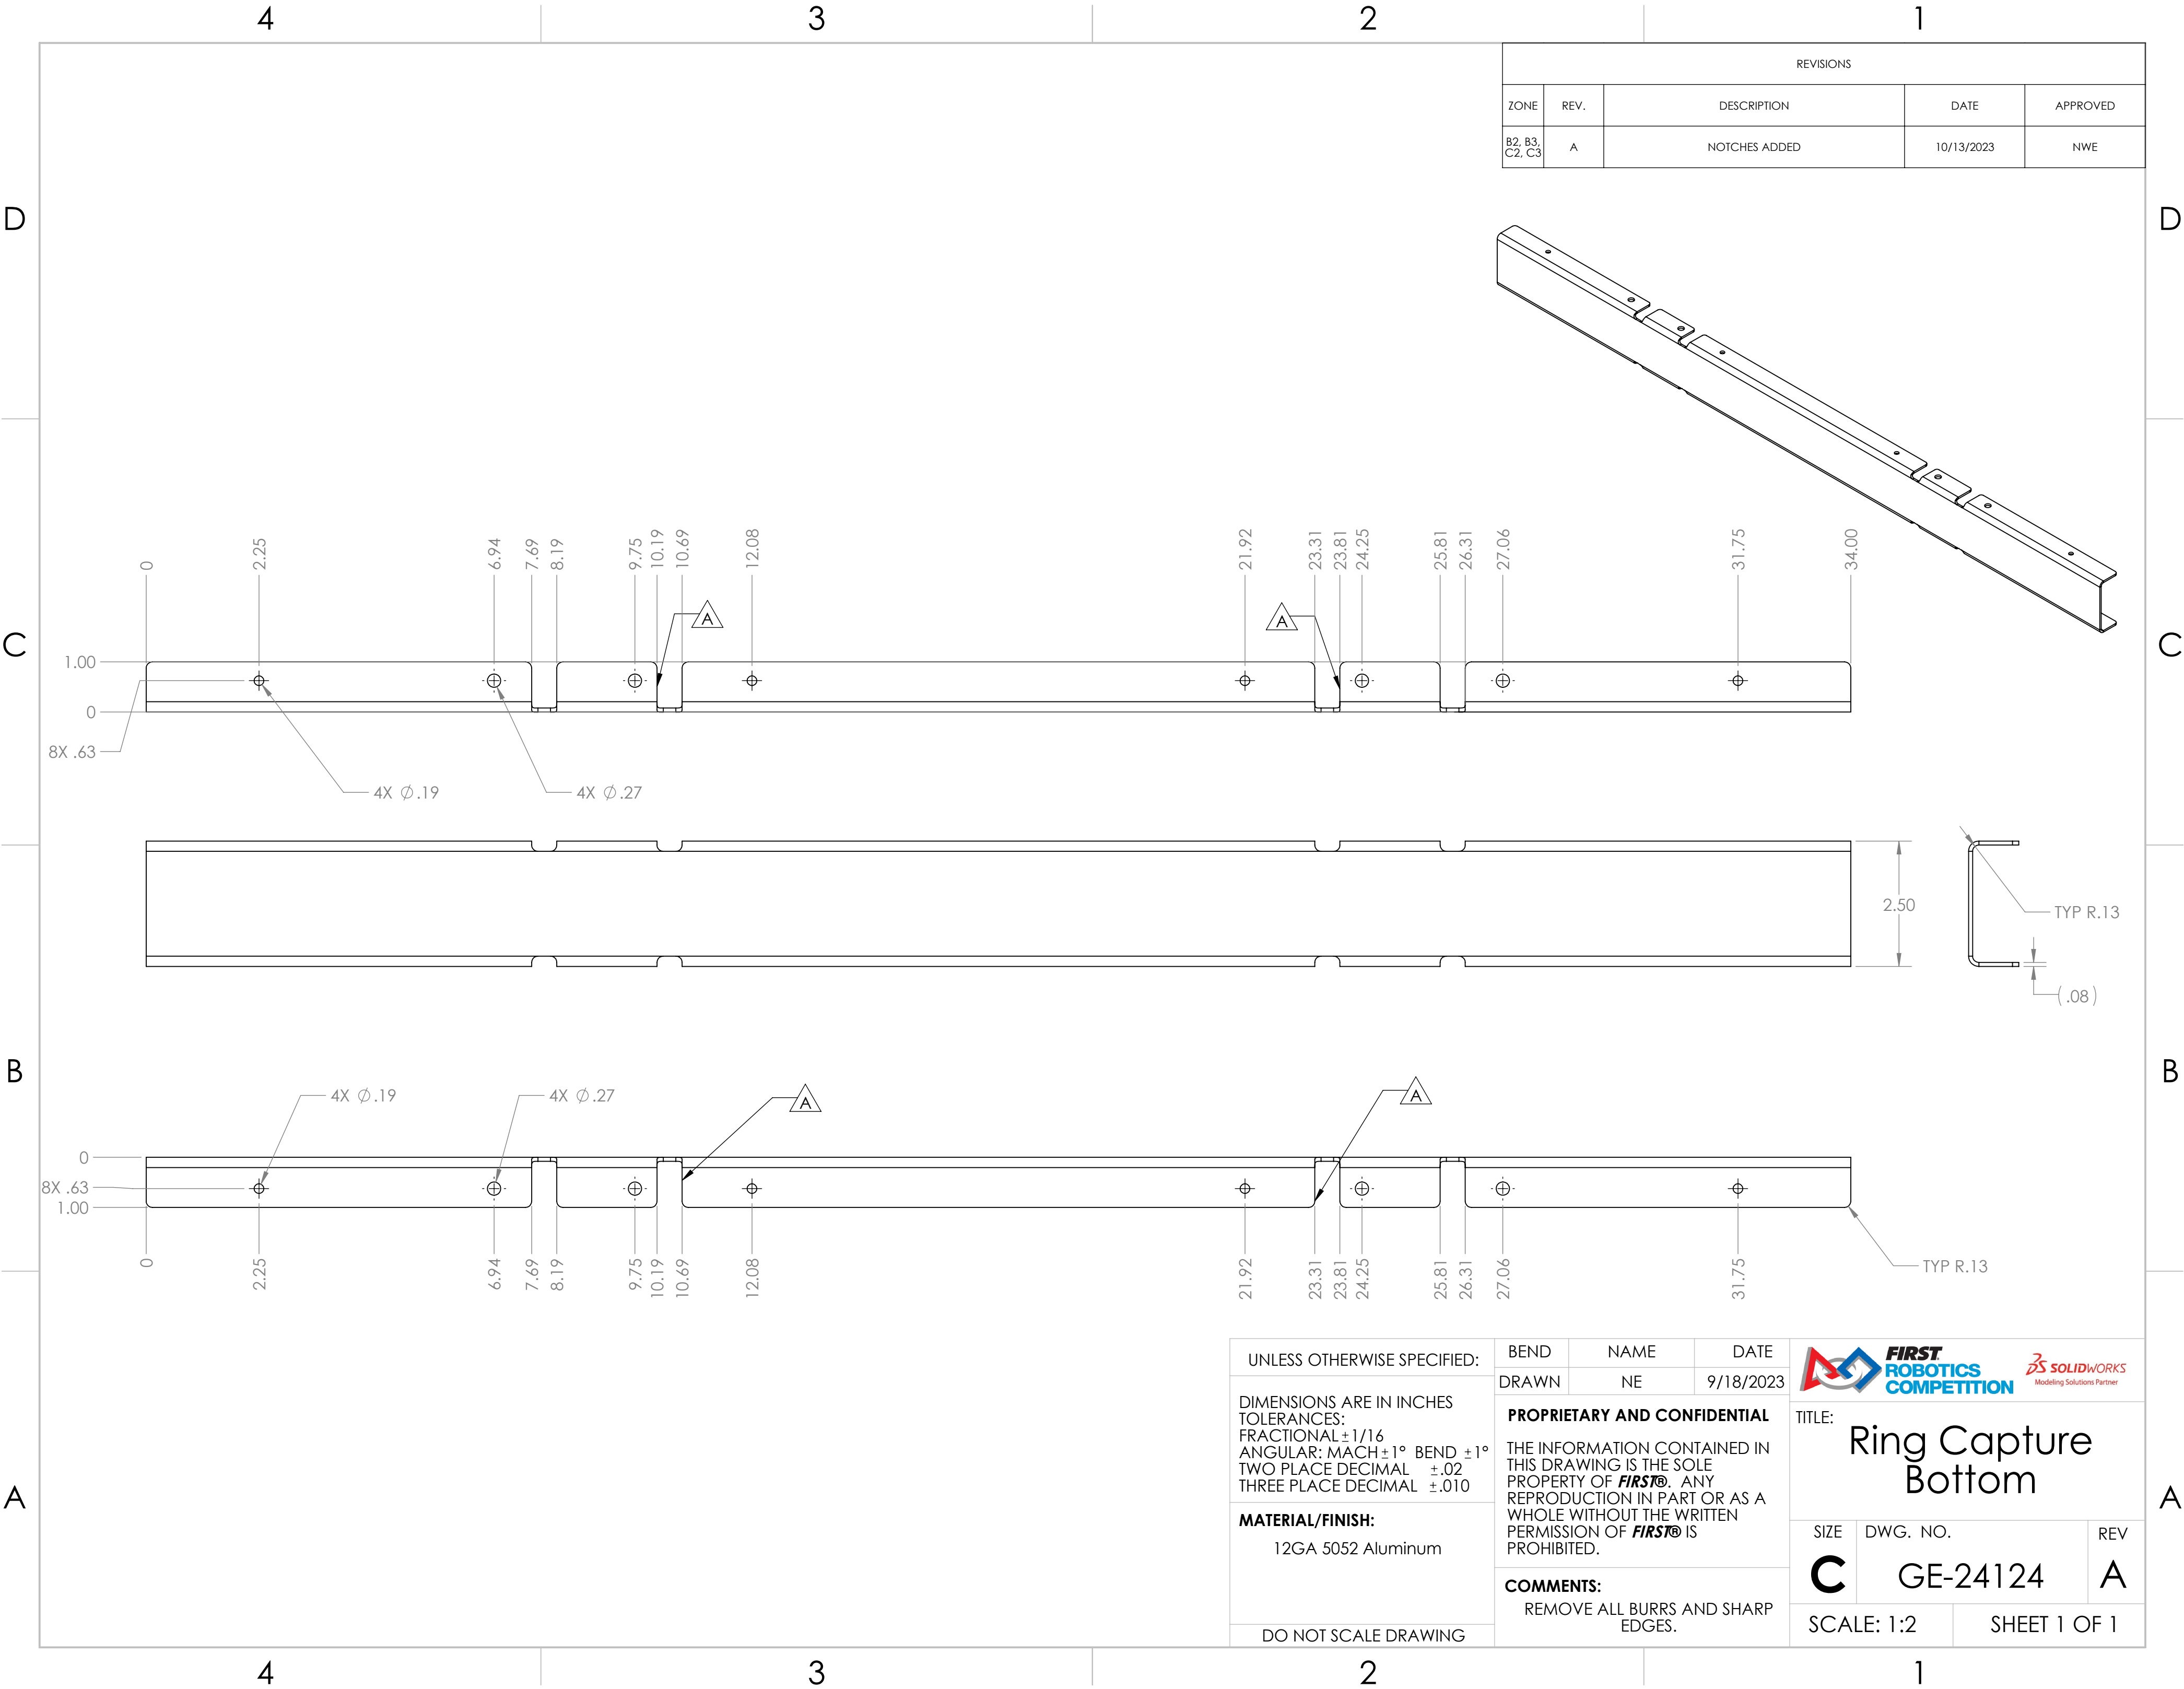 4 3 2 1
REVISIONS
ZONE REV. DESCRIPTION DATE APPROVED
B2, B3, C2, C3 A NOTCHES ADDED 10/13/2023 NWE
D D
0 2.25 6.94 7.69 8.19 9.75 10.19 10.69 12.08 21.92 23.31 23.81 24.25 25.81 26.31 27.06 31.75 34.00
A A
C C
1.00
0
8X .63
4X ∅.19 4X ∅.27
2.50
TYP R.13
(.08)
B B
4X ∅.19 4X ∅.27 A A
0
8X .63
1.00
0 2.25 6.94 7.69 8.19 9.75 10.19 10.69 12.08 21.92 23.31 23.81 24.25 25.81 26.31 27.06 31.75
TYP R.13
A A
UNLESS OTHERWISE SPECIFIED:
DIMENSIONS ARE IN INCHES
TOLERANCES:
FRACTIONAL±1/16
ANGULAR: MACH±1° BEND ±1°
TWO PLACE DECIMAL ±.02
THREE PLACE DECIMAL ±.010
MATERIAL/FINISH:
12GA 5052 Aluminum
DO NOT SCALE DRAWING
BEND NAME DATE
DRAWN NE 9/18/2023
PROPRIETARY AND CONFIDENTIAL
THE INFORMATION CONTAINED IN
THIS DRAWING IS THE SOLE
PROPERTY OF FIRST®. ANY
REPRODUCTION IN PART OR AS A
WHOLE WITHOUT THE WRITTEN
PERMISSION OF FIRST® IS
PROHIBITED.
COMMENTS:
REMOVE ALL BURRS AND SHARP
EDGES.
FIRST
ROBOTICS
COMPETITION
SOLIDWORKS
Modeling Solutions Partner
TITLE:
Ring Capture
Bottom
SIZE DWG. NO. REV
C GE-24124 A
SCALE: 1:2 SHEET 1 OF 1
4 3 2 1